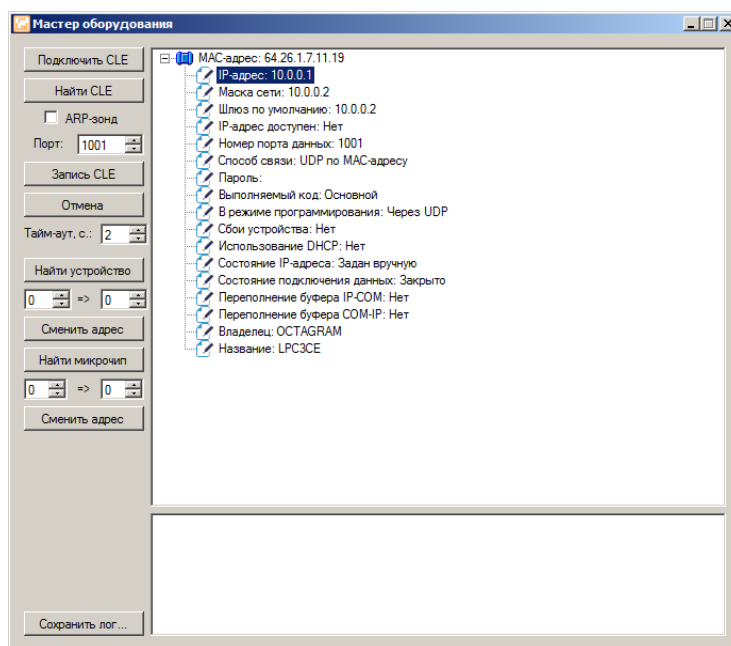 Мастер оборудования
Подключить CLE
Найти CLE
ARP-зонд
Порт: 1001
Запись CLE
Отмена
Тайм-аут, с.: 2
Найти устройство
0 => 0
Сменить адрес
Найти микрочип
0 => 0
Сменить адрес
Сохранить лог...
MAC-адрес: 64.26.1.7.11.19
IP-адрес: 10.0.0.1
Маска сети: 10.0.0.2
Шлюз по умолчанию: 10.0.0.2
IP-адрес доступен: Нет
Номер порта данных: 1001
Способ связи: UDP по MAC-адресу
Пароль:
Выполняемый код: Основной
В режиме программирования: Через UDP
Сбои устройства: Нет
Использование DHCP: Нет
Состояние IP-адреса: Задан вручную
Состояние подключения данных: Закрыто
Переполнение буфера IP-COM: Нет
Переполнение буфера COM-IP: Нет
Владелец: OCTAGRAM
Название: LPC3CE